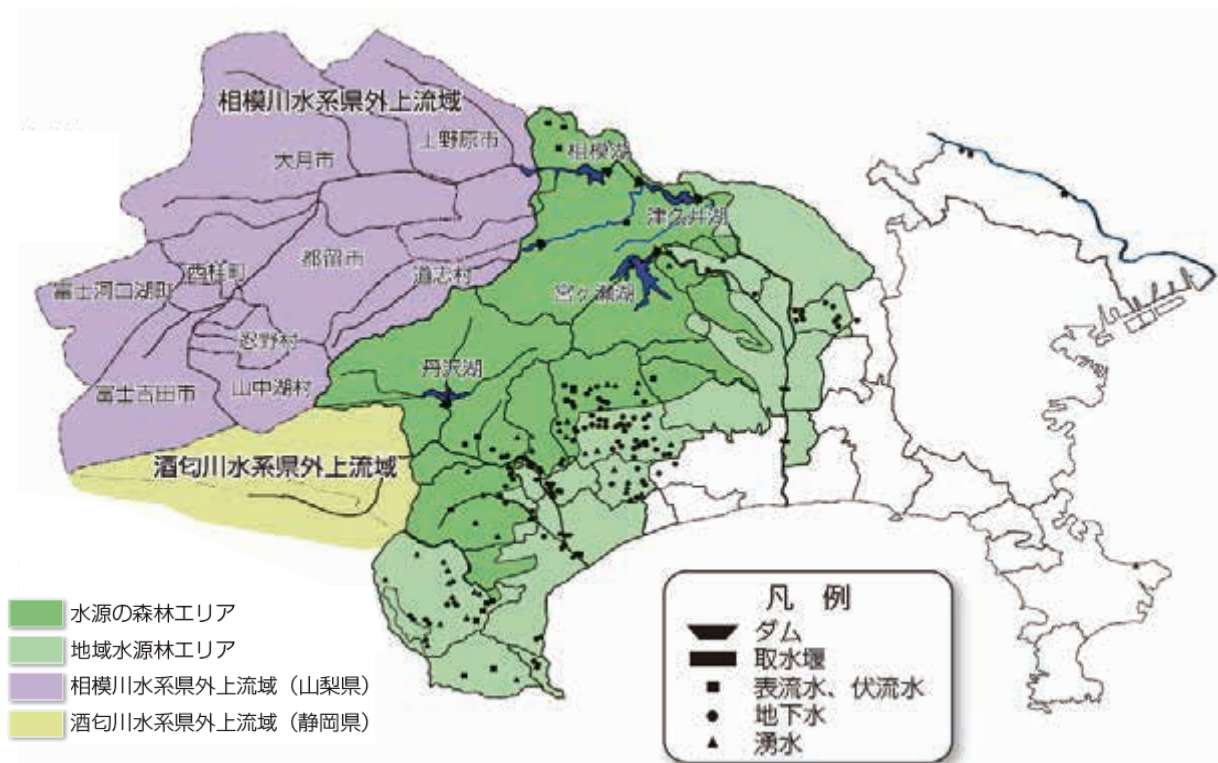 相模川水系県外上流域
上野原市
大月市
相模湖
津久井湖
都留市
道志村
西桂町
富士河口湖町
宮ヶ瀬湖
忍野村
丹沢湖
山中湖村
富士吉田市
酒匂川水系県外上流域
水源の森林エリア
地域水源林エリア
相模川水系県外上流域（山梨県）
酒匂川水系県外上流域（静岡県）
凡 例
ダム
取水堰
表流水、伏流水
地下水
湧水